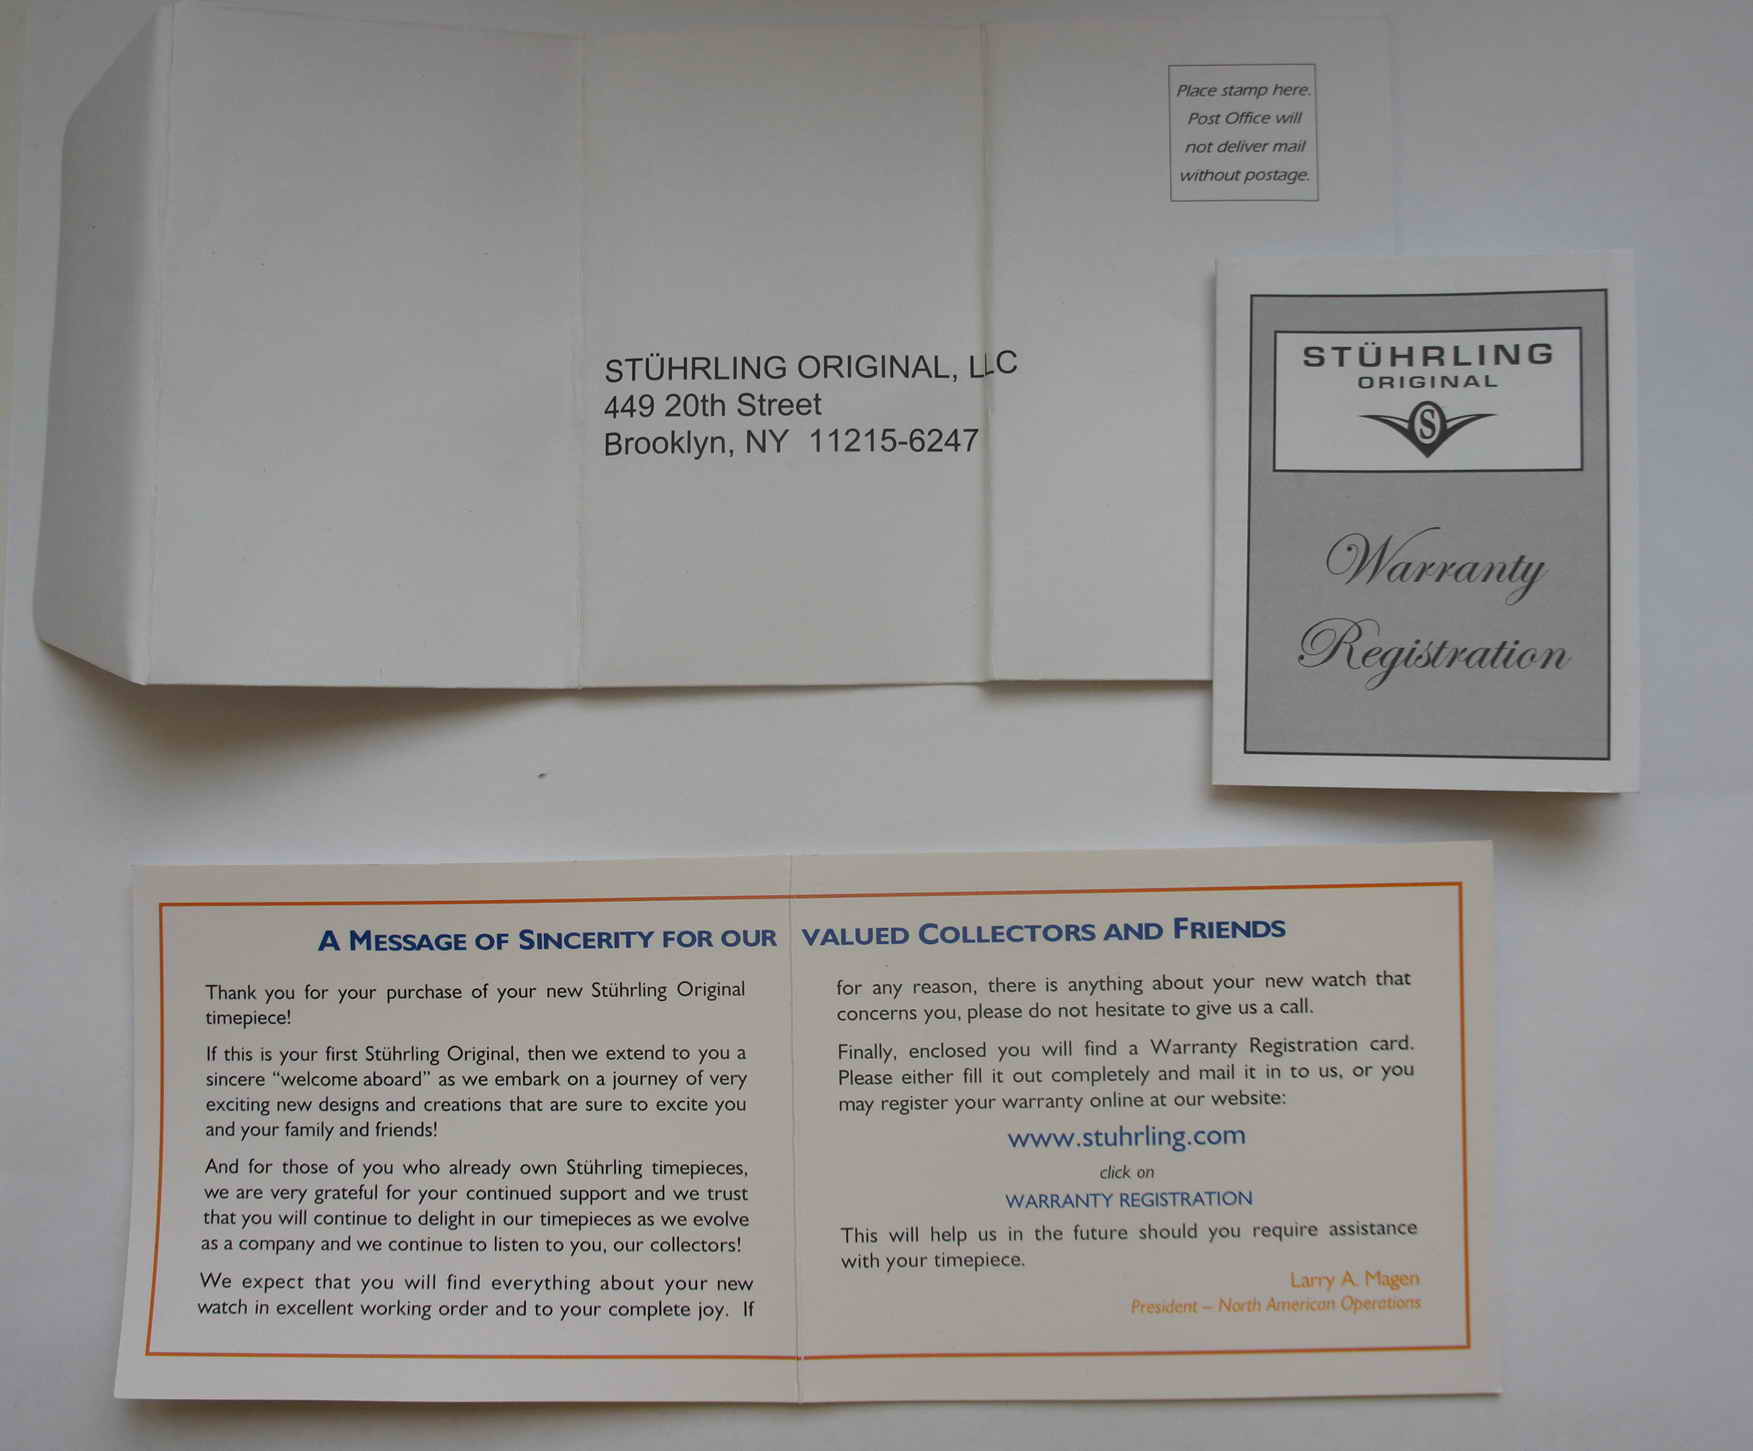 Place stamp here.
Post Office will
not deliver mail
without postage.
STÜHRLING ORIGINAL, LLC
449 20th Street
Brooklyn, NY 11215-6247
STÜHRLING
ORIGINAL
S
Warranty
Registration
A MESSAGE OF SINCERITY FOR OUR VALUED COLLECTORS AND FRIENDS
Thank you for your purchase of your new Stührling Original
timepiece!
If this is your first Stührling Original, then we extend to you a
sincere “welcome aboard” as we embark on a journey of very
exciting new designs and creations that are sure to excite you
and your family and friends!
And for those of you who already own Stührling timepieces,
we are very grateful for your continued support and we trust
that you will continue to delight in our timepieces as we evolve
as a company and we continue to listen to you, our collectors!
We expect that you will find everything about your new
watch in excellent working order and to your complete joy. If
for any reason, there is anything about your new watch that
concerns you, please do not hesitate to give us a call.
Finally, enclosed you will find a Warranty Registration card.
Please either fill it out completely and mail it in to us, or you
may register your warranty online at our website:
www.stuhrling.com
click on
WARRANTY REGISTRATION
This will help us in the future should you require assistance
with your timepiece.
Larry A. Magen
President – North American Operations